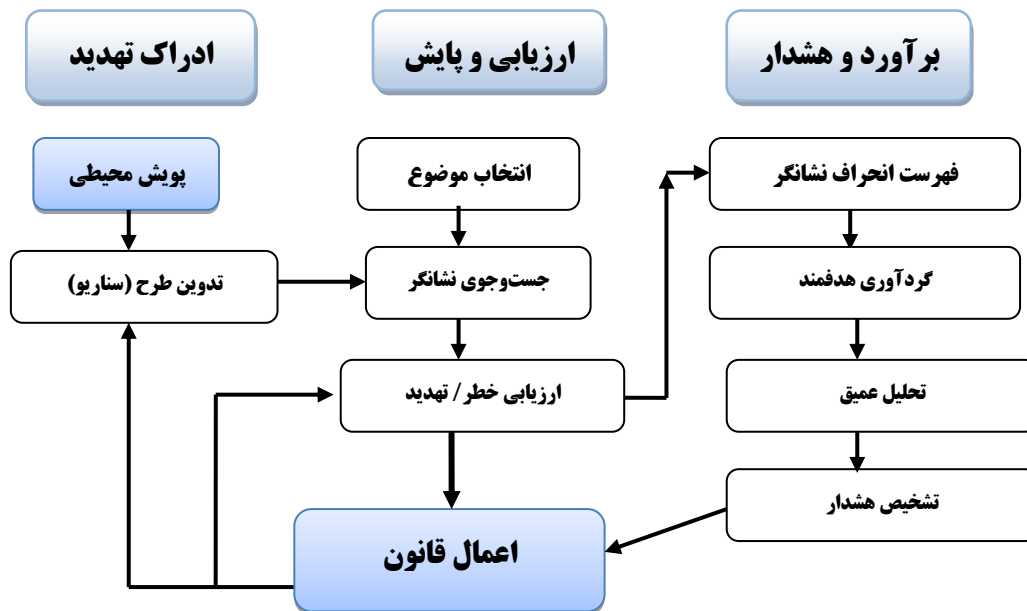 ادراک تهدید
ارزیابی و پایش
برآورد و هشدار
پویش محیطی
انتخاب موضوع
فهرست انحراف نشانگر
تدوین طرح (سناریو)
جست‌وجوی نشانگر
گردآوری هدفمند
ارزیابی خطر/ تهدید
تحلیل عمیق
تشخیص هشدار
اعمال قانون